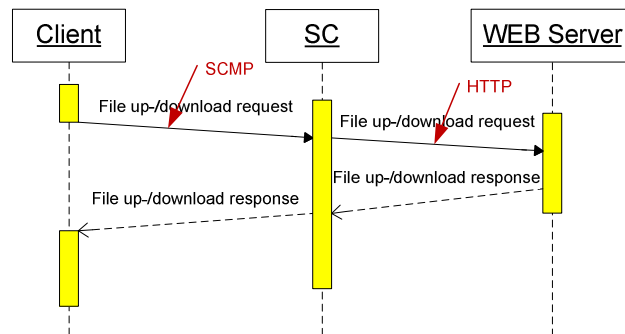 Client
SC
WEB Server
SCMP
HTTP
File up-/download request
File up-/download request
File up-/download response
File up-/download response